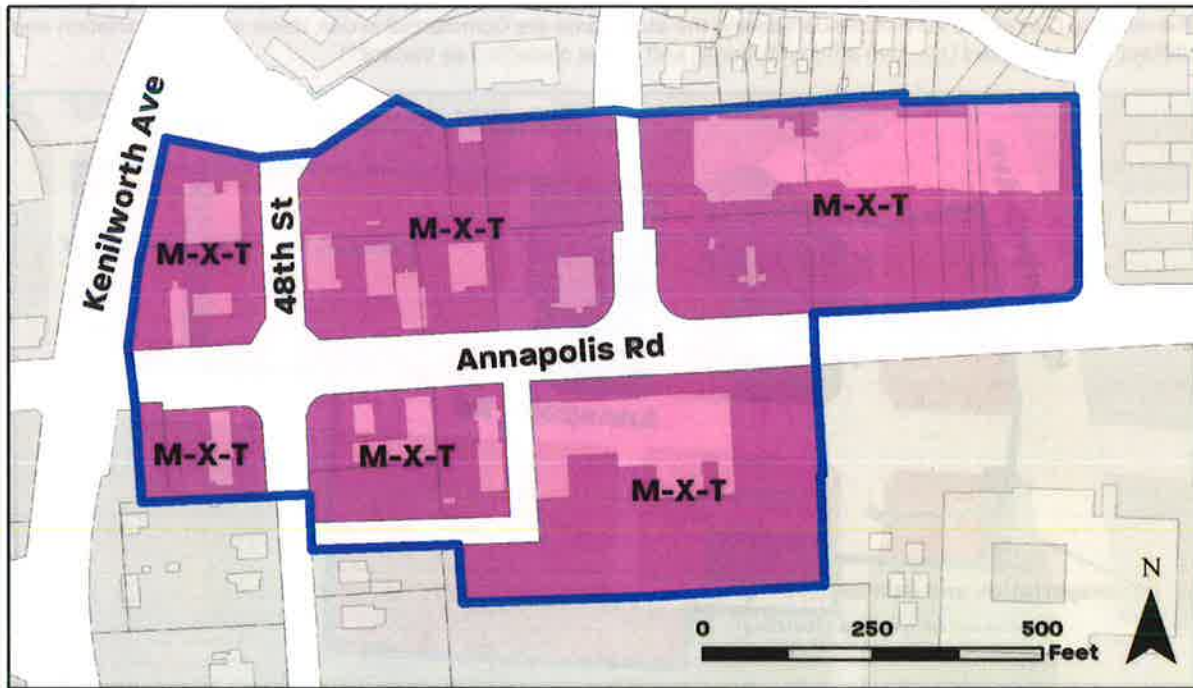 Kenilworth Ave
48th St
M-X-T
M-X-T
M-X-T
Annapolis Rd
M-X-T
M-X-T
M-X-T
N
0 250 500
Feet